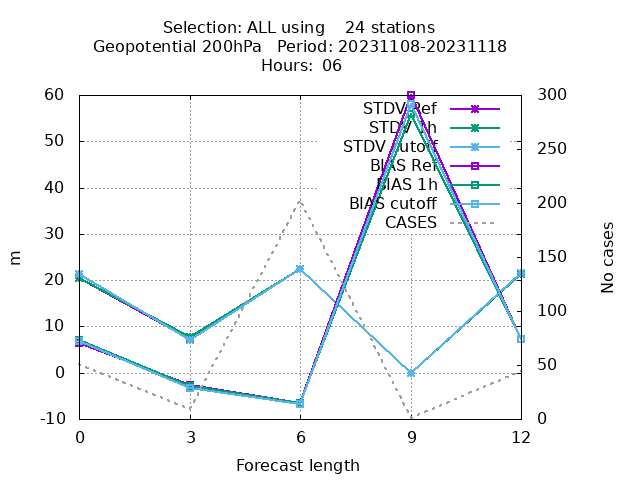 Selection: ALL using 24 stations
Geopotential 200hPa Period: 20231108-20231118
Hours: 06
60
50
40
30
20
10
0
-10
m
STDV Ref
STDV 1h
STDV cutoff
BIAS Ref
BIAS 1h
BIAS cutoff
CASES
300
250
200
150
100
50
0
No cases
0 3 6 9 12
Forecast length